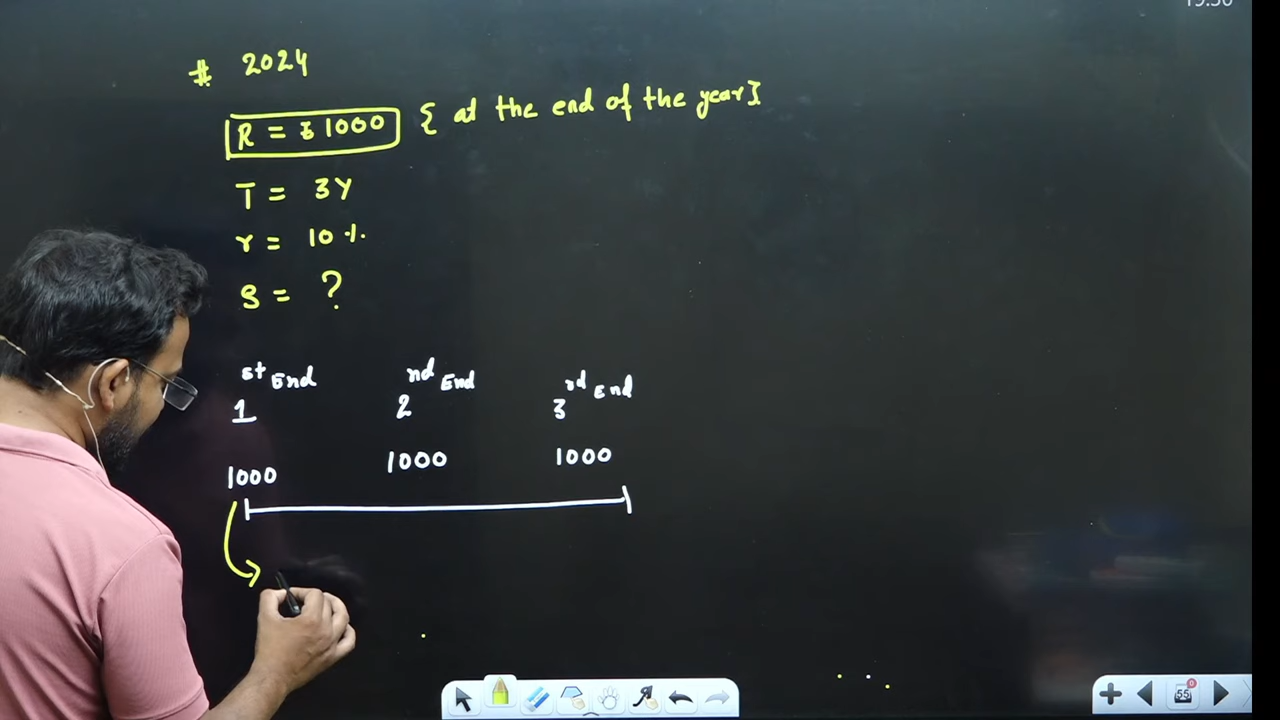 # 2024
R = ₹1000 { at the end of the year}
T = 3Y
r = 10 %.
S = ?
1st End 2nd End 3rd End
1000 1000 1000
55